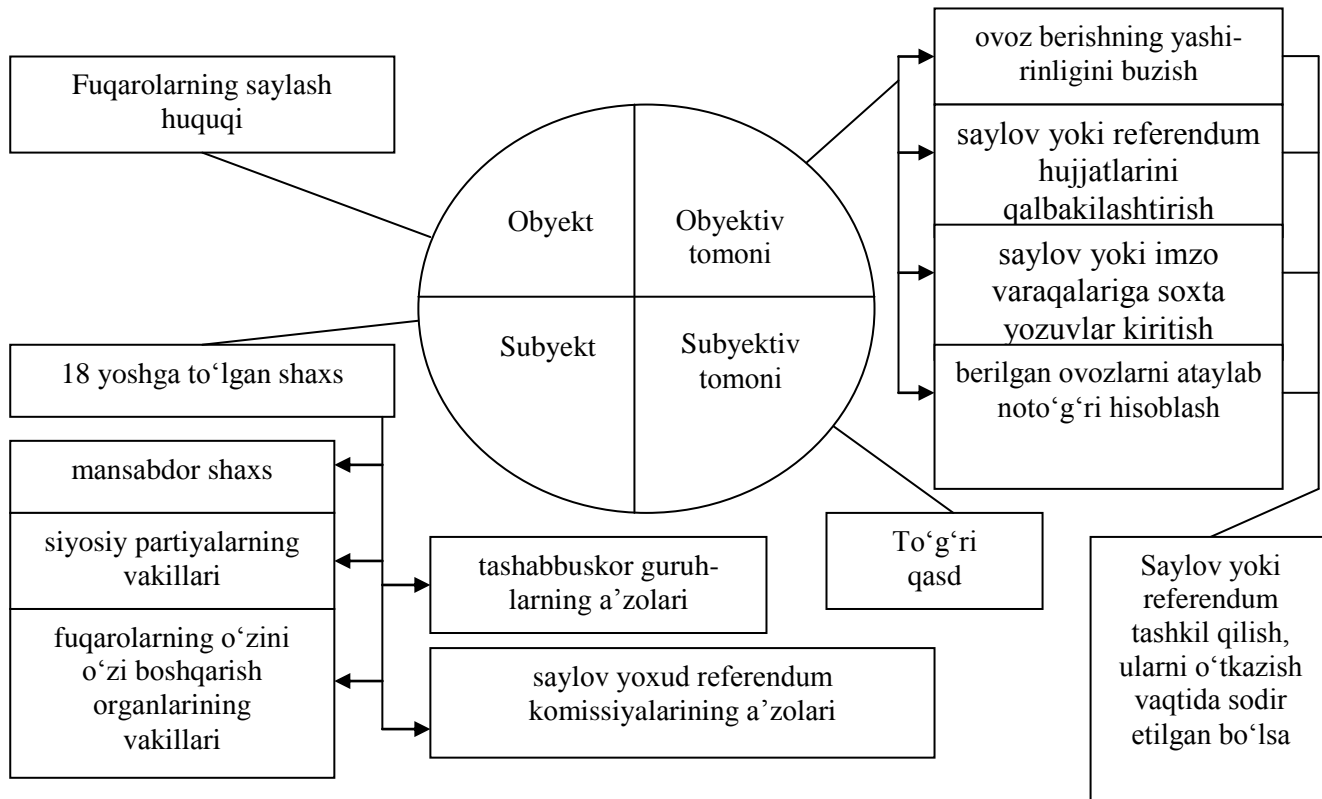 Fuqarolarning saylash
huquqi
Obyekt
Obyektiv
tomoni
Subyekt
Subyektiv
tomoni
ovoz berishning yashi-
rinligini buzish
saylov yoki referendum
hujjatlarini
qalbakilashtirish
saylov yoki imzo
varaqalariga soxta
yozuvlar kiritish
berilgan ovozlarni ataylab
noto‘g‘ri hisoblash
18 yoshga to‘lgan shaxs
mansabdor shaxs
siyosiy partiyalarning
vakillari
fuqarolarning o‘zini
o‘zi boshqarish
organlarining
vakillari
tashabbuskor guruh-
larning a’zolari
saylov yoxud referendum
komissiyalarining a’zolari
To‘g‘ri
qasd
Saylov yoki
referendum
tashkil qilish,
ularni o‘tkazish
vaqtida sodir
etilgan bo‘lsa